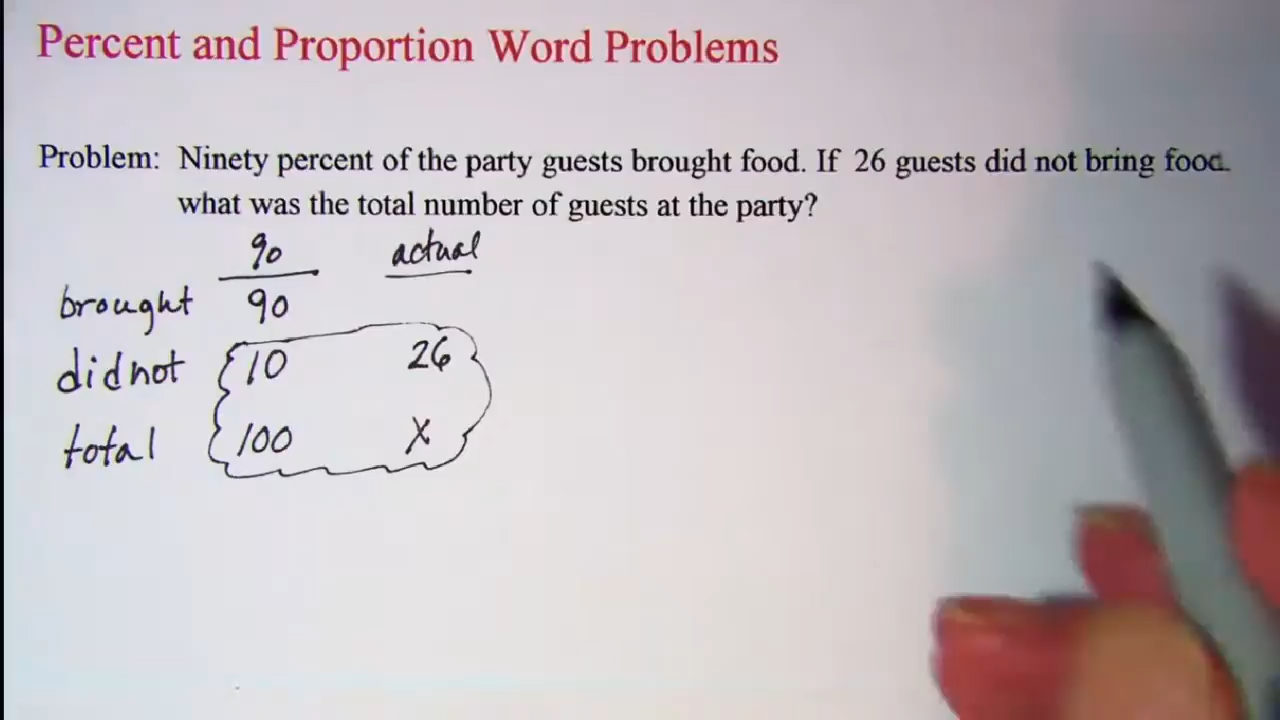 Percent and Proportion Word Problems
Problem: Ninety percent of the party guests brought food. If 26 guests did not bring food.
what was the total number of guests at the party?
90 actual
brought 90
did not 10 26
total 100 x